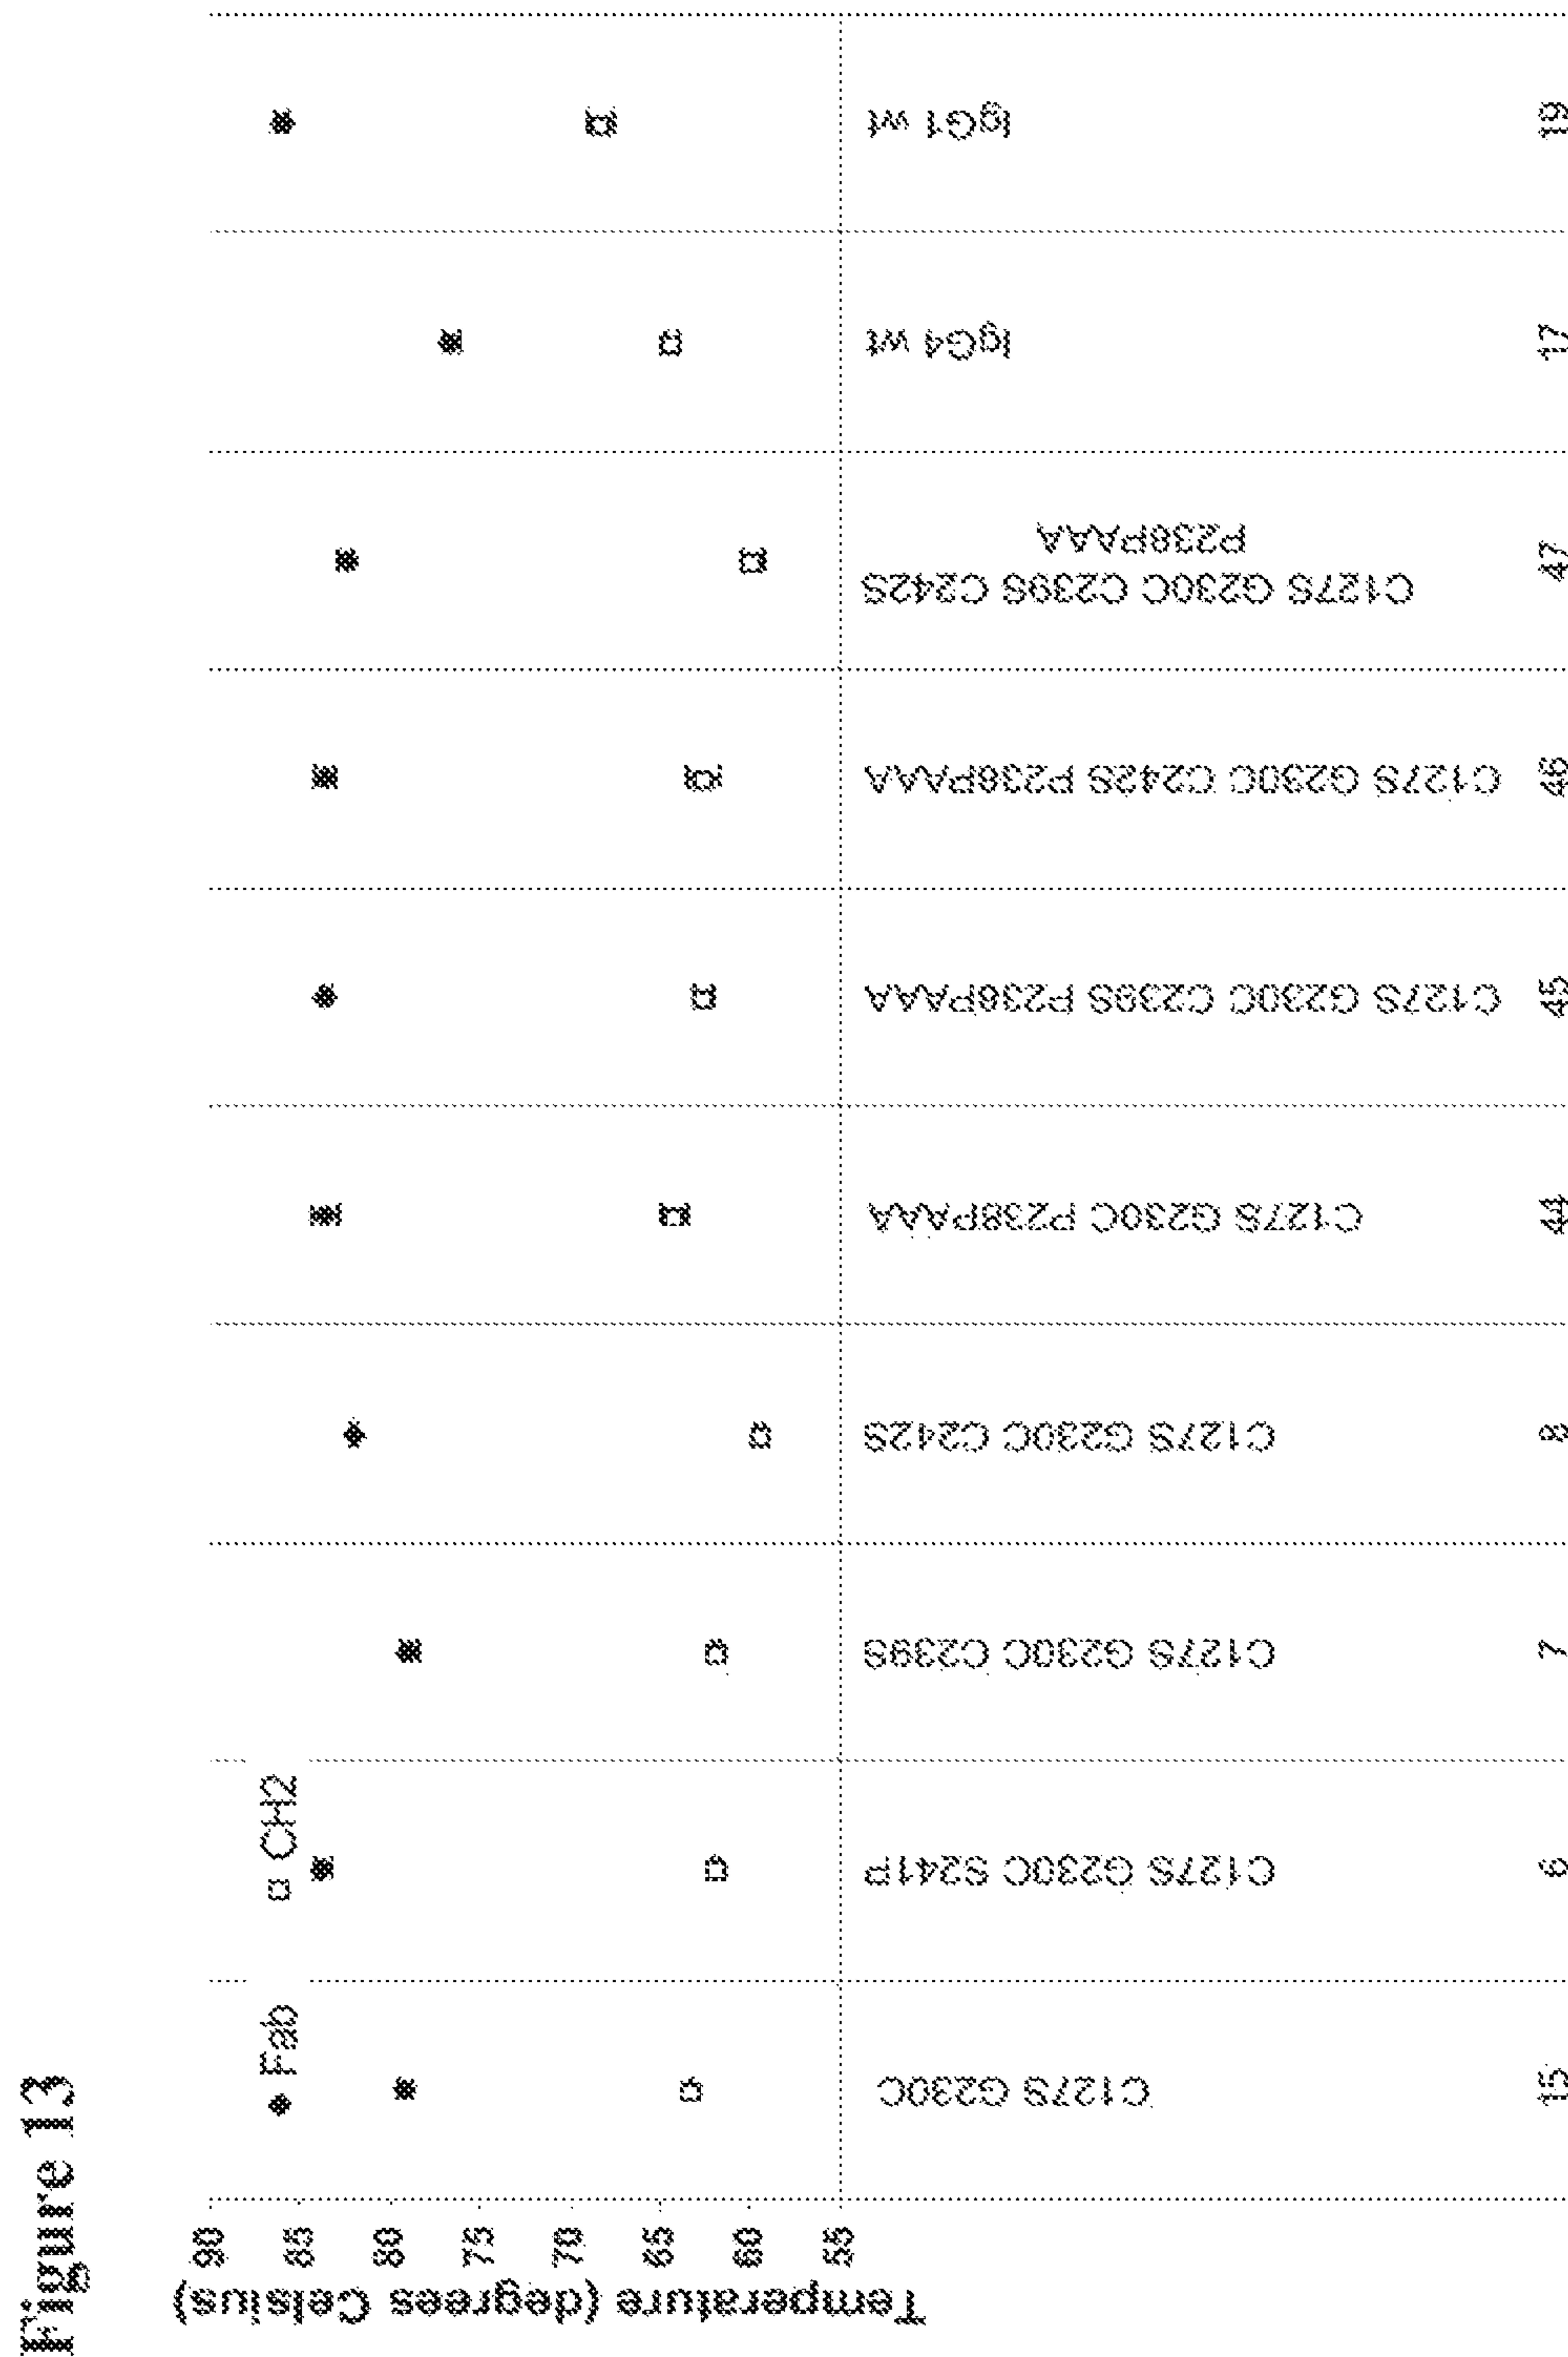 Figure 13
Temperature (degrees Celsius)
90
85
80
75
70
65
60
55
Fab
CH2
C127S G230C
C127S G230C S241P
C127S G230C C239S
C127S G230C C242S
C127S G230C P238PAAA
C127S G230C C239S P238PAAA
C127S G230C C242S P238PAAA
C127S G230C C239S C242S
P238PAAA
IgG4 wt
IgG1 wt
15
6
7
8
44
45
46
47
17
19